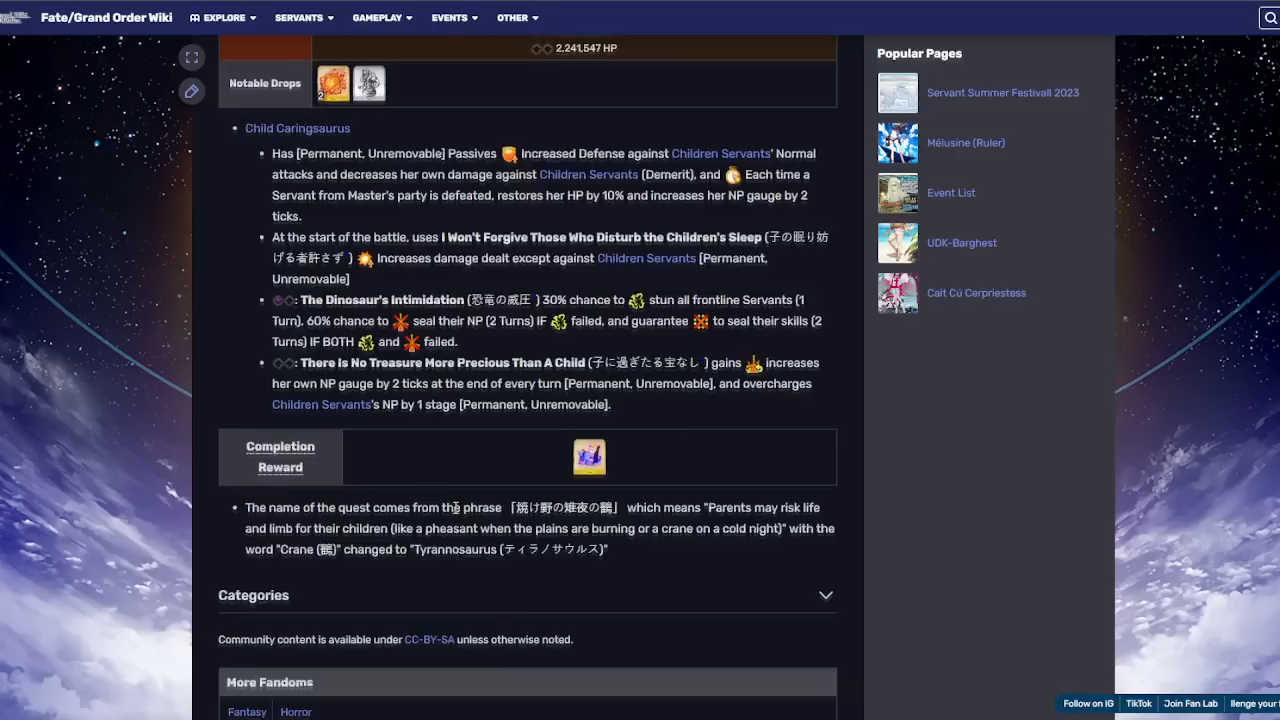 Fate/Grand Order Wiki
EXPLORE
SERVANTS
GAMEPLAY
EVENTS
OTHER
2,241,547 HP
Notable Drops
2
Child Caringsaurus
Has [Permanent, Unremovable] Passives Increased Defense against Children Servants' Normal
attacks and decreases her own damage against Children Servants (Demerit), and Each time a
Servant from Master's party is defeated, restores her HP by 10% and increases her NP gauge by 2
ticks.
At the start of the battle, uses I Won't Forgive Those Who Disturb the Children's Sleep (子の眠り妨
げる者許さず ) Increases damage dealt except against Children Servants [Permanent,
Unremovable]
: The Dinosaur's Intimidation (恐竜の威圧 ) 30% chance to stun all frontline Servants (1
Turn), 60% chance to seal their NP (2 Turns) IF failed, and guarantee to seal their skills (2
Turns) IF BOTH and failed.
: There Is No Treasure More Precious Than A Child (子に過ぎたる宝なし ) gains increases
her own NP gauge by 2 ticks at the end of every turn [Permanent, Unremovable], and overcharges
Children Servants's NP by 1 stage [Permanent, Unremovable].
Completion
Reward
The name of the quest comes from the phrase 「焼け野の雉夜の鶴」 which means "Parents may risk life
and limb for their children (like a pheasant when the plains are burning or a crane on a cold night)" with the
word "Crane (鶴)" changed to "Tyrannosaurus (ティラノサウルス)"
Categories
Community content is available under CC-BY-SA unless otherwise noted.
More Fandoms
Fantasy
Horror
Popular Pages
Servant Summer Festivall 2023
Mélusine (Ruler)
Event List
UDK-Barghest
Cait Cú Cerpriestess
Follow on IG
TikTok
Join Fan Lab
llenge your f